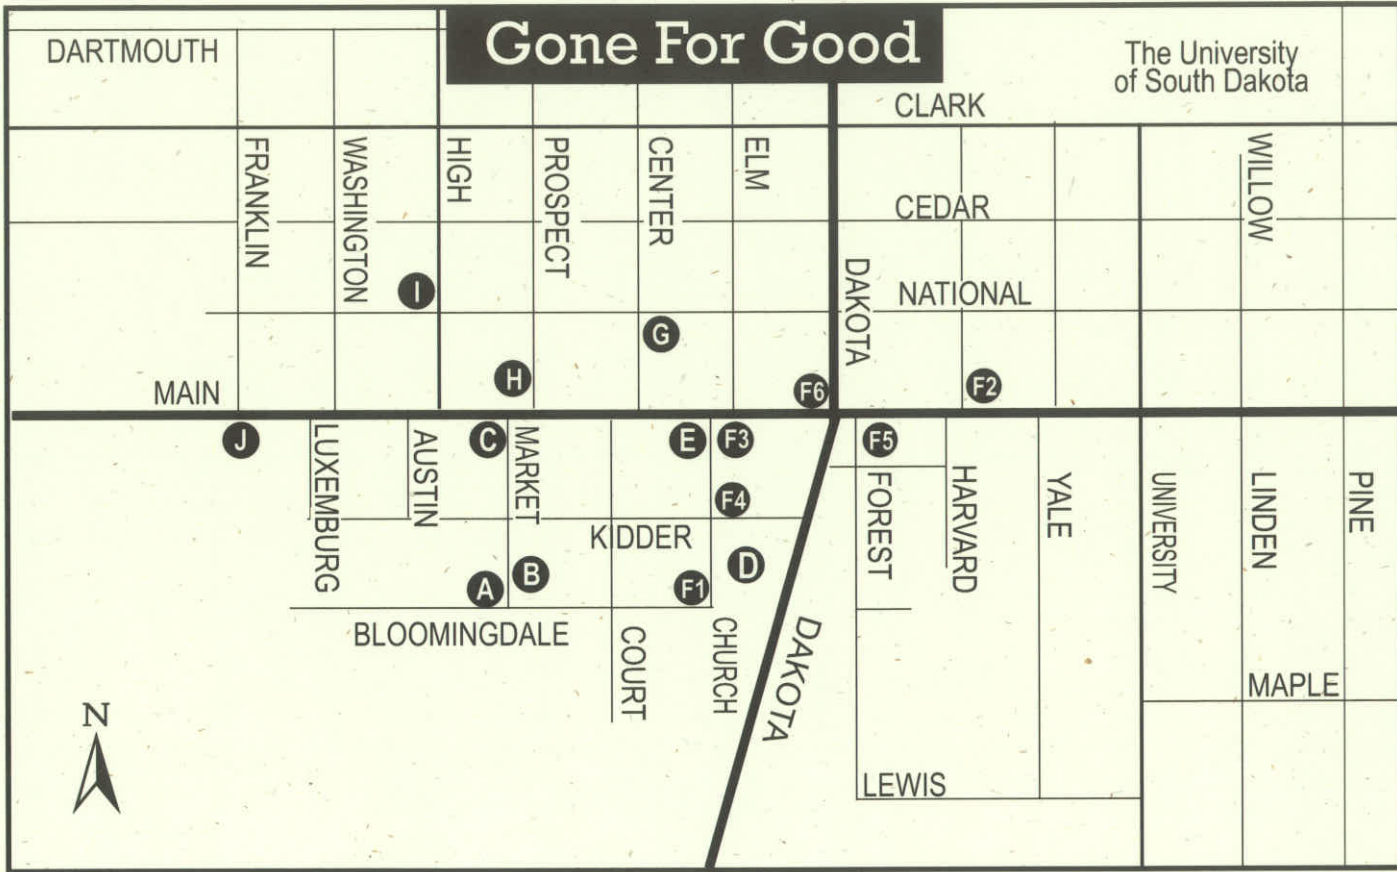 Gone For Good
DARTMOUTH
The University
of South Dakota
CLARK
FRANKLIN
WASHINGTON
HIGH
PROSPECT
CENTER
ELM
WILLOW
CEDAR
DAKOTA
NATIONAL
I
G
H
F6
F2
MAIN
J
LUXEMBURG
AUSTIN
C
MARKET
E
F3
F5
FOREST
HARVARD
YALE
UNIVERSITY
LINDEN
PINE
F4
KIDDER
A
B
F1
D
BLOOMINGDALE
COURT
CHURCH
DAKOTA
MAPLE
N
LEWIS